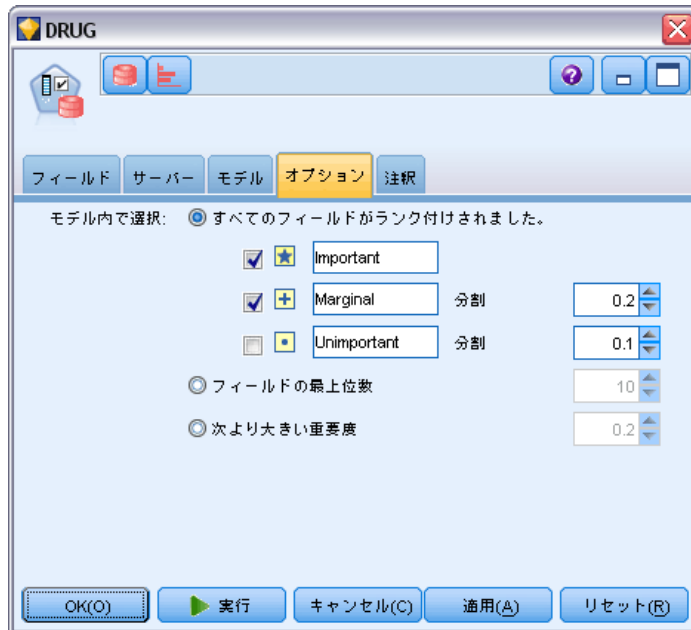 DRUG
フィールド サーバー モデル オプション 注釈
モデル内で選択: すべてのフィールドがランク付けされました。
Important
Marginal 分割 0.2
Unimportant 分割 0.1
フィールドの最上位数 10
次より大きい重要度 0.2
OK(O) 実行 キャンセル(C) 適用(A) リセット(R)